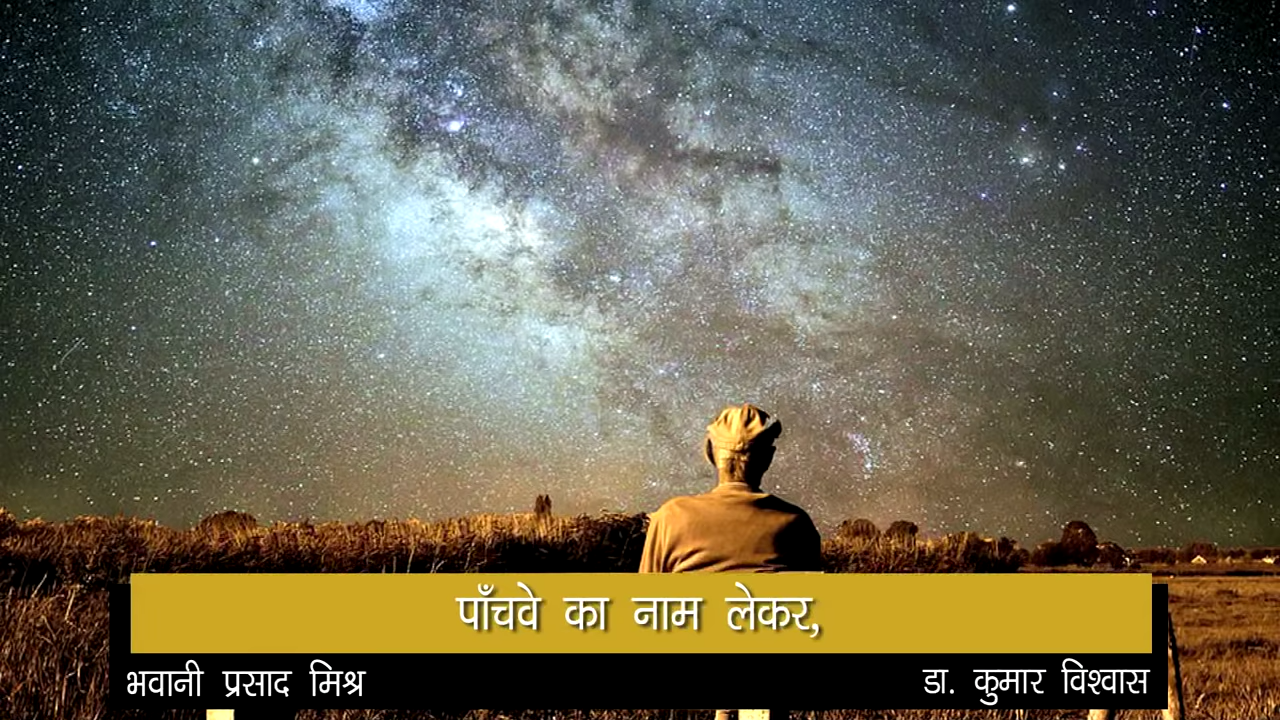 पाँचवे का नाम लेकर,
भवानी प्रसाद मिश्र
डा. कुमार विश्वास